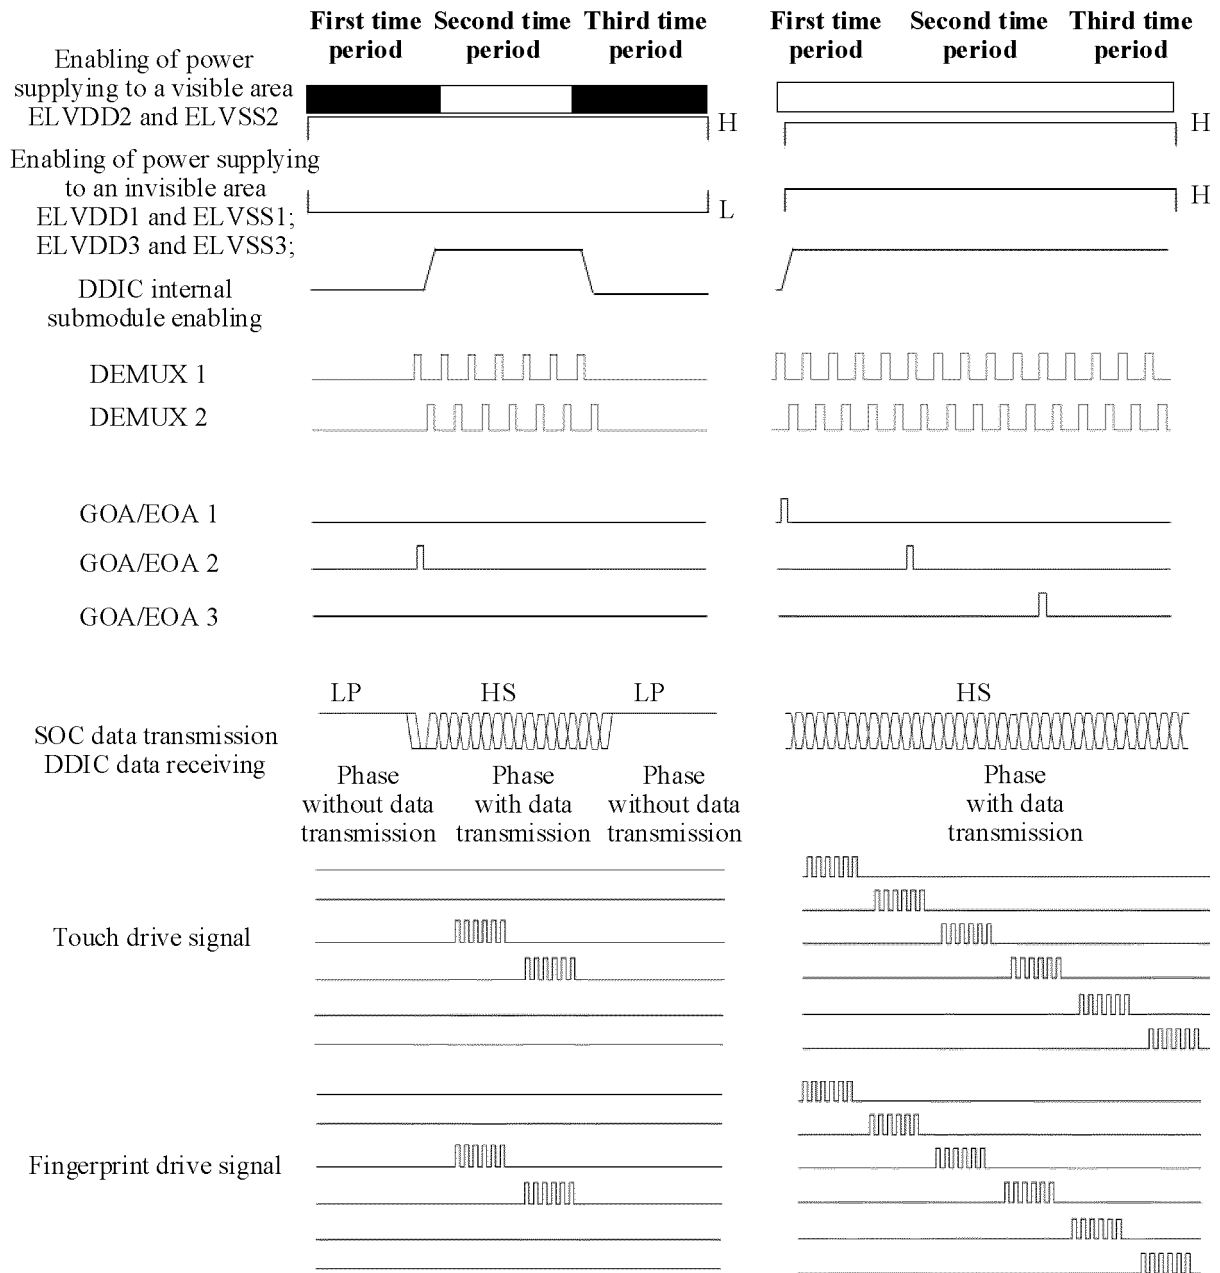 First time period
Second time period
Third time period
First time period
Second time period
Third time period
Enabling of power
supplying to a visible area
ELVDD2 and ELVSS2
H
H
Enabling of power supplying
to an invisible area
ELVDD1 and ELVSS1;
ELVDD3 and ELVSS3;
L
H
DDIC internal
submodule enabling
DEMUX 1
DEMUX 2
GOA/EOA 1
GOA/EOA 2
GOA/EOA 3
LP
HS
LP
HS
SOC data transmission
DDIC data receiving
Phase
without data
transmission
Phase
with data
transmission
Phase
without data
transmission
Phase
with data
transmission
Touch drive signal
Fingerprint drive signal